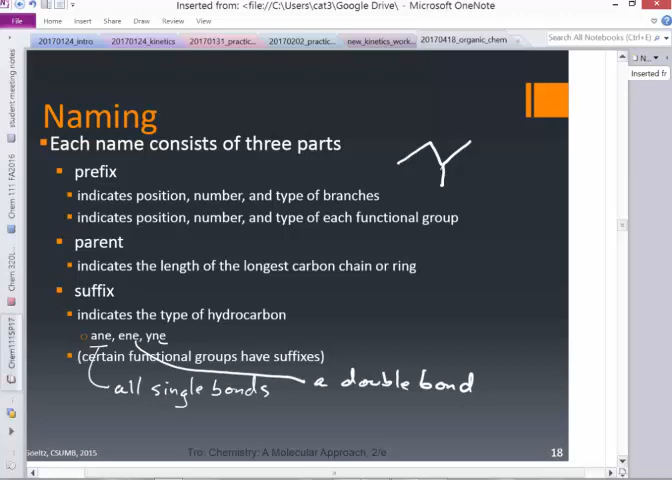 Inserted from: <file://C:/Users/cat3/Google Drive/ - Microsoft OneNote
File Home Insert Draw History Review View
20170124_intro 20170124_kinetics 20170131_practic... 20170202_practic... new_kinetics_work... 20170418_organic_chem
Search All Notebooks (Ctrl+E)
N...
Inserted fr
student meeting notes
Chem 111 FA2016
Chem 320L
Chem111SP17
Naming
Each name consists of three parts
prefix
indicates position, number, and type of branches
indicates position, number, and type of each functional group
parent
indicates the length of the longest carbon chain or ring
suffix
indicates the type of hydrocarbon
ane, ene, yne
(certain functional groups have suffixes)
all single bonds a double bond
Goeltz, CSUMB, 2015 Tro: Chemistry: A Molecular Approach, 2/e 18